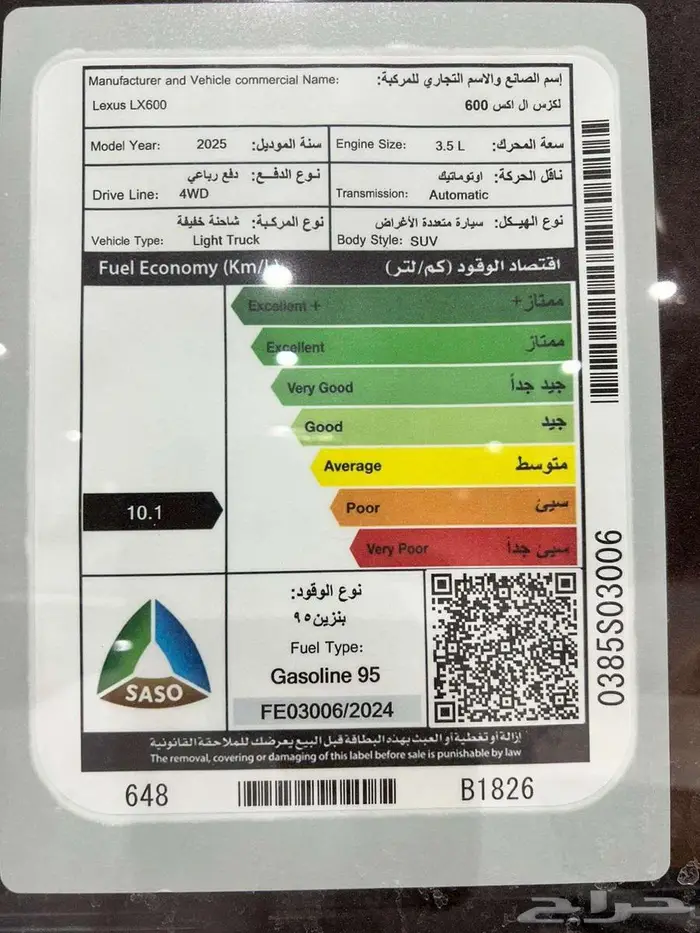 Manufacturer and Vehicle commercial Name: إسم الصانع والاسم التجاري للمركبة:
Lexus LX600 لكزس ال اكس 600
Model Year: 2025 سنة الموديل: Engine Size: 3.5 L سعة المحرك:
نوع الدفع: دفع رباعي
Drive Line: 4WD
ناقل الحركة: اوتوماتيك
Transmission: Automatic
نوع المركبة: شاحنة خفيفة
Vehicle Type: Light Truck
نوع الهيكل: سيارة متعددة الأغراض
Body Style: SUV
Fuel Economy (Km/L) اقتصاد الوقود (كم/لتر)
Excellent + ممتاز+
Excellent ممتاز
Very Good جيد جداً
Good جيد
Average متوسط
10.1
Poor سيئ
Very Poor سيئ جداً
SASO
نوع الوقود:
بنزين ٩٥
Fuel Type:
Gasoline 95
FE03006/2024
إزالة أو تغطية أو العبث بهذه البطاقة قبل البيع يعرضك للملاحقة القانونية
The removal, covering or damaging of this label before sale is punishable by law
648 B1826
0385S03006
حراج